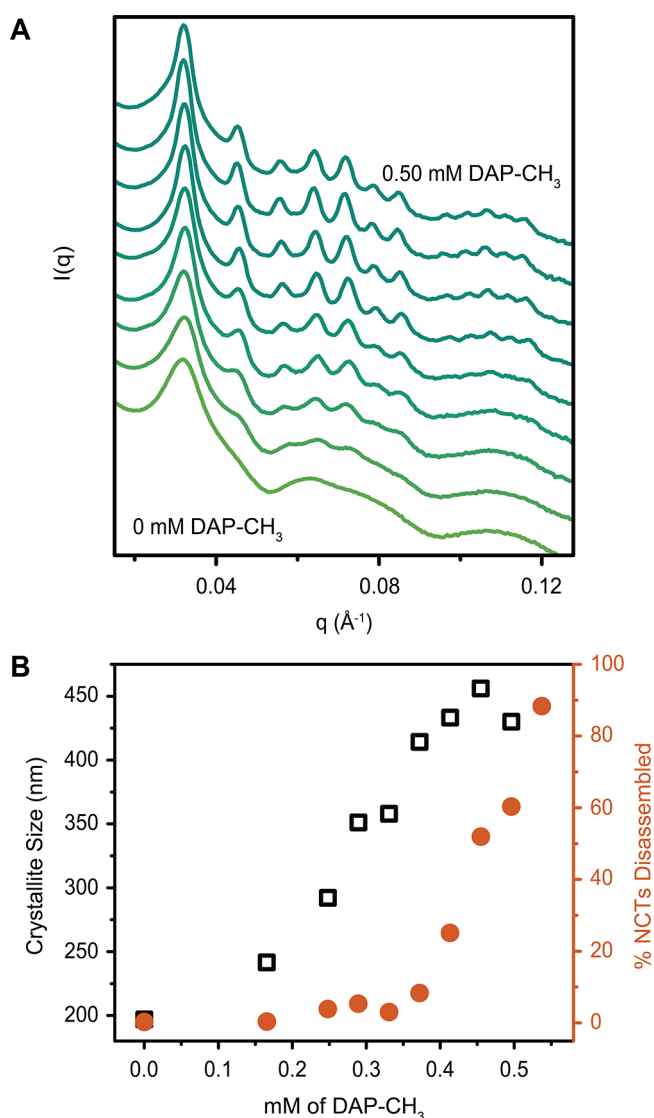 A
I(q)
0.50 mM DAP-CH₃
0 mM DAP-CH₃
0.04
0.08
0.12
q (Å⁻¹)
B
Crystallite Size (nm)
450
400
350
300
250
200
100
80
60
40
20
0
% NCTs Disassembled
0.0
0.1
0.2
0.3
0.4
0.5
mM of DAP-CH₃